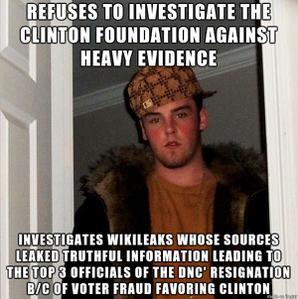 REFUSES TO INVESTIGATE THE
CLINTON FOUNDATION AGAINST
HEAVY EVIDENCE
INVESTIGATES WIKILEAKS WHOSE SOURCES
LEAKED TRUTHFUL INFORMATION LEADING TO
THE TOP 3 OFFICIALS OF THE DNC' RESIGNATION
B/C OF VOTER FRAUD FAVORING CLINTON